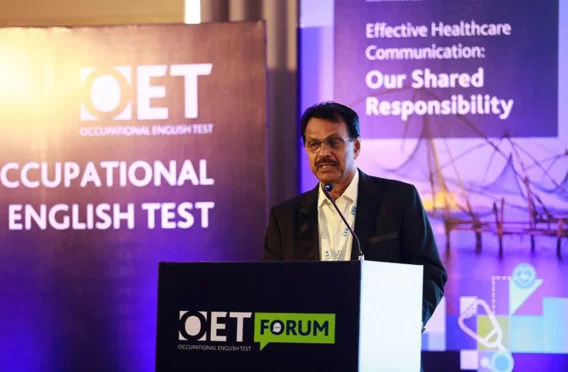 OET
OCCUPATIONAL ENGLISH TEST
CCUPATIONAL
ENGLISH TEST
Effective Healthcare
Communication:
Our Shared
Responsibility
OET FORUM
OCCUPATIONAL ENGLISH TEST